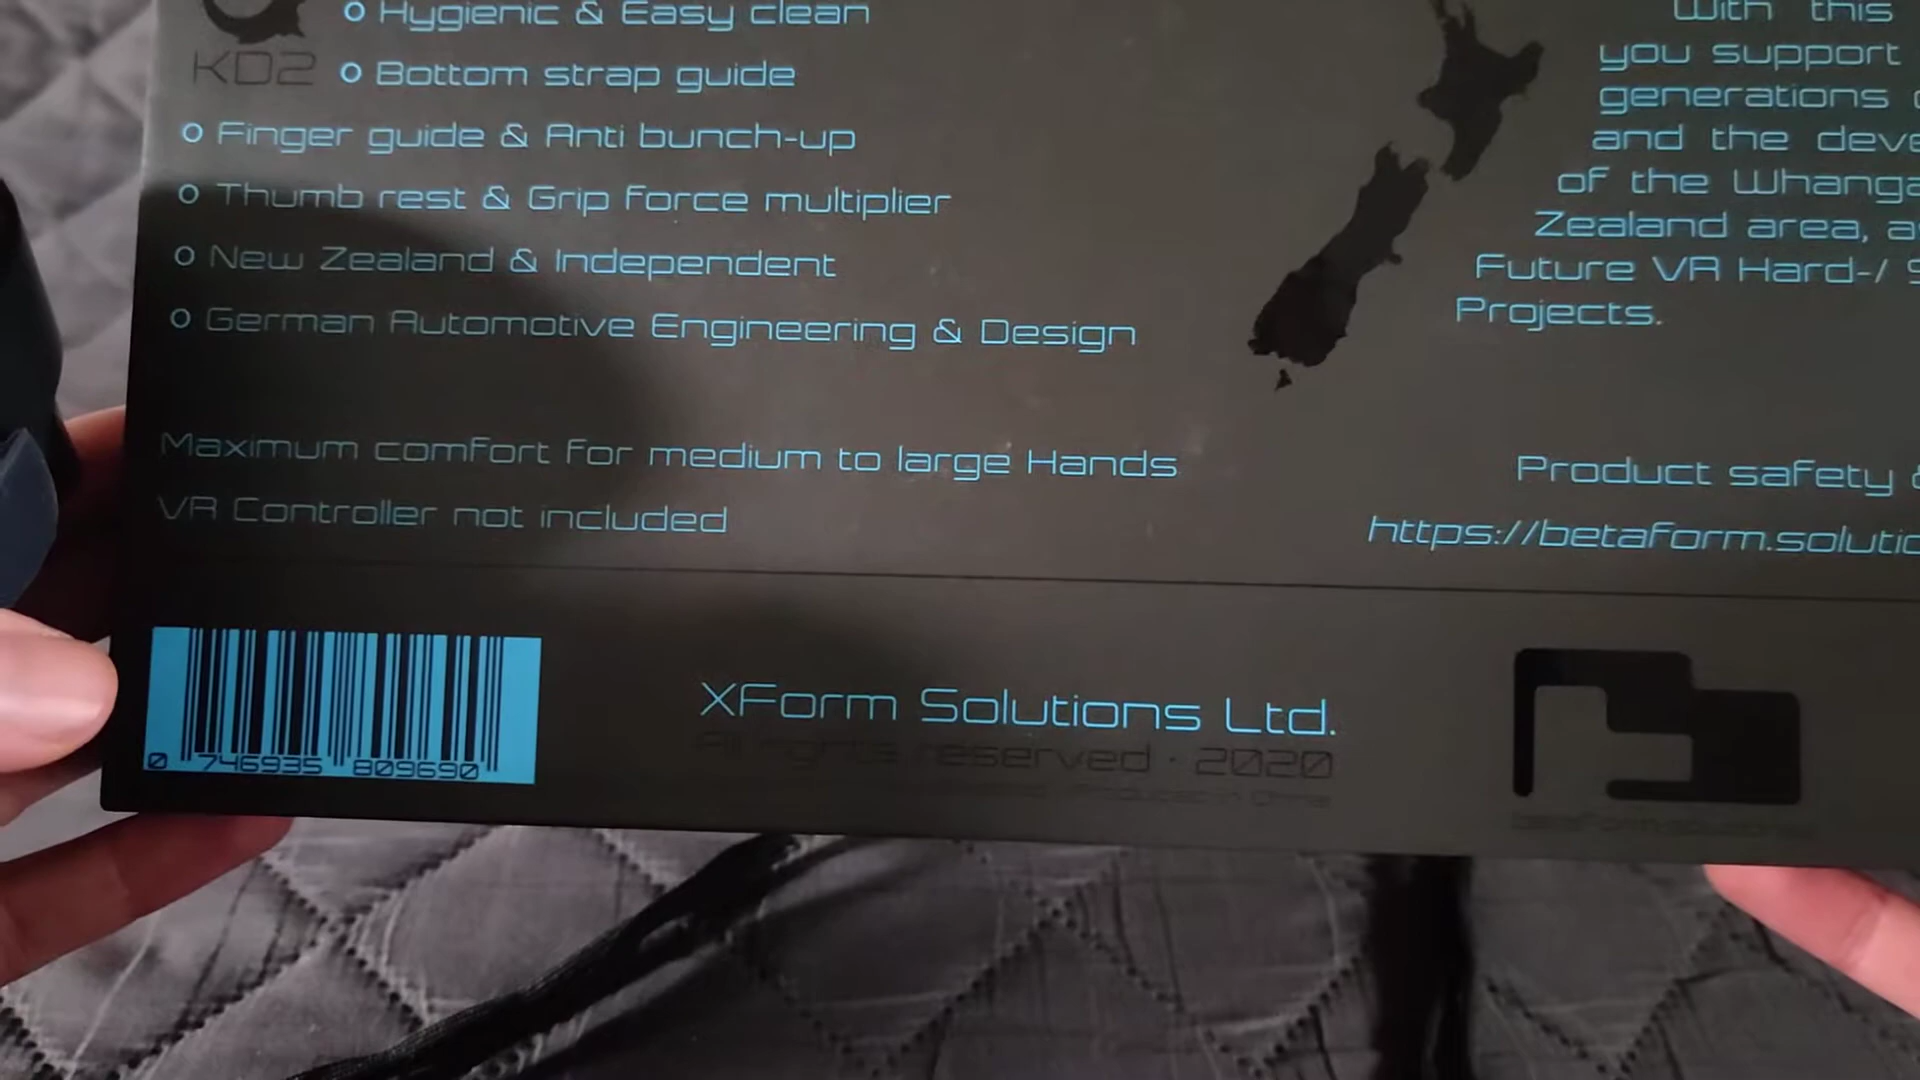 Hygienic & Easy clean
KD2
Bottom strap guide
Finger guide & Anti bunch-up
Thumb rest & Grip Force multiplier
New Zealand & Independent
German Automotive Engineering & Design
Maximum comfort for medium to large Hands
VR Controller not included
With this
you support
generations
and the
of the
Zealand area,
Future VR Hard-/
Projects.
Product safety
https://betaform.
0 746935 809690
XForm Solutions Ltd.
All rights reserved · 2020